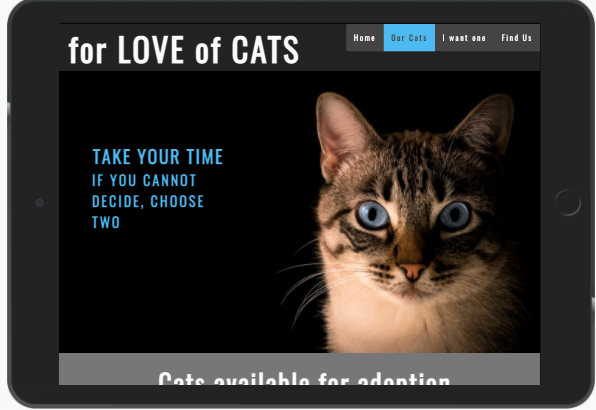 for LOVE of CATS
Home Our Cats I want one Find Us
TAKE YOUR TIME
IF YOU CANNOT
DECIDE, CHOOSE
TWO
Cats available for adoption